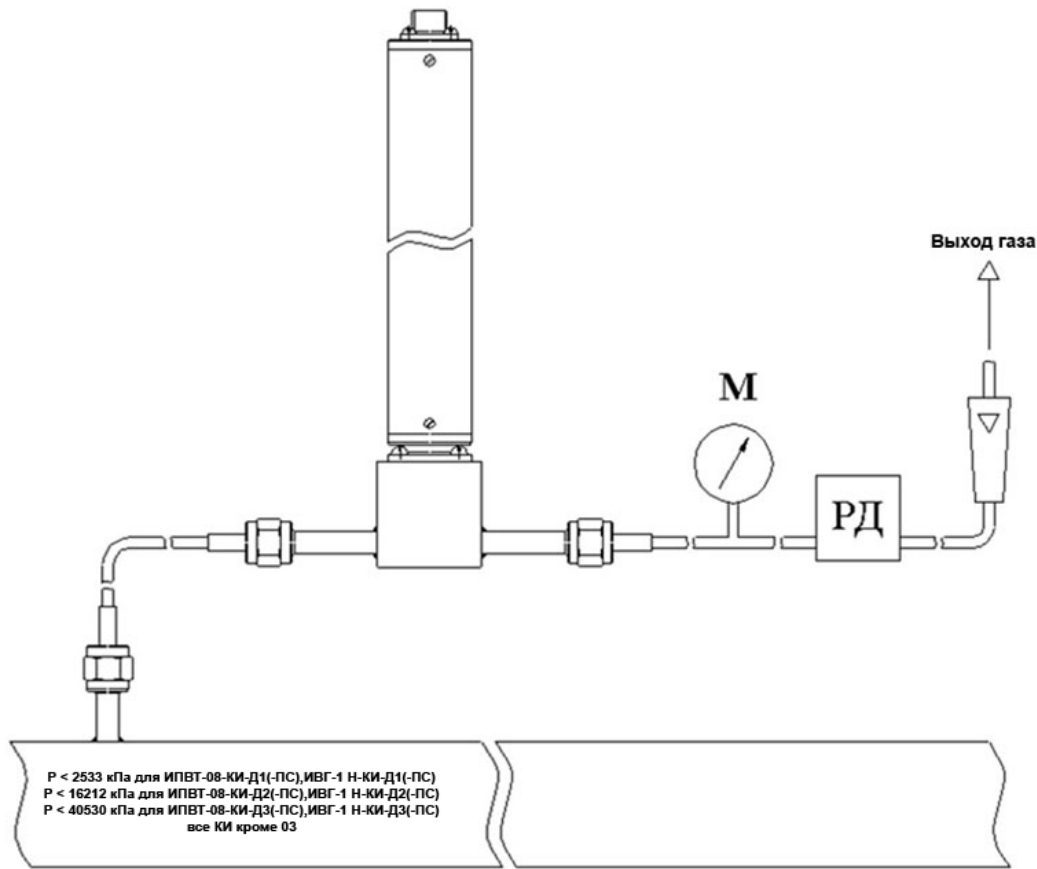 Выход газа
М
РД
Р < 2533 кПа для ИПВТ-08-КИ-Д1(-ПС),ИВГ-1 Н-КИ-Д1(-ПС)
Р < 16212 кПа для ИПВТ-08-КИ-Д2(-ПС),ИВГ-1 Н-КИ-Д2(-ПС)
Р < 40530 кПа для ИПВТ-08-КИ-Д3(-ПС),ИВГ-1 Н-КИ-Д3(-ПС)
все КИ кроме 03